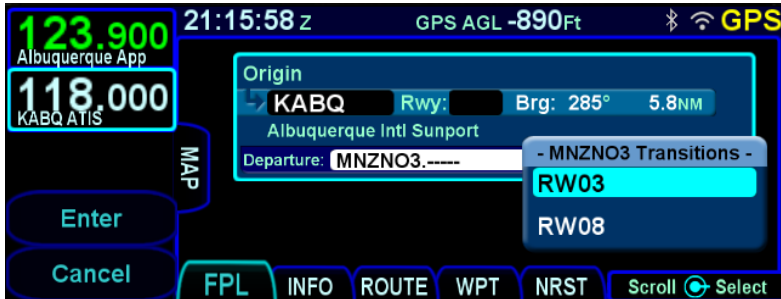 123.900
Albuquerque App
118.000
KABQ ATIS
21:15:58 Z GPS AGL -890Ft GPS
MAP
Origin
KABQ Rwy: Brg: 285° 5.8NM
Albuquerque Intl Sunport
Departure: MNZNO3.-----
- MNZNO3 Transitions -
RW03
RW08
Enter
Cancel
FPL INFO ROUTE WPT NRST Scroll Select